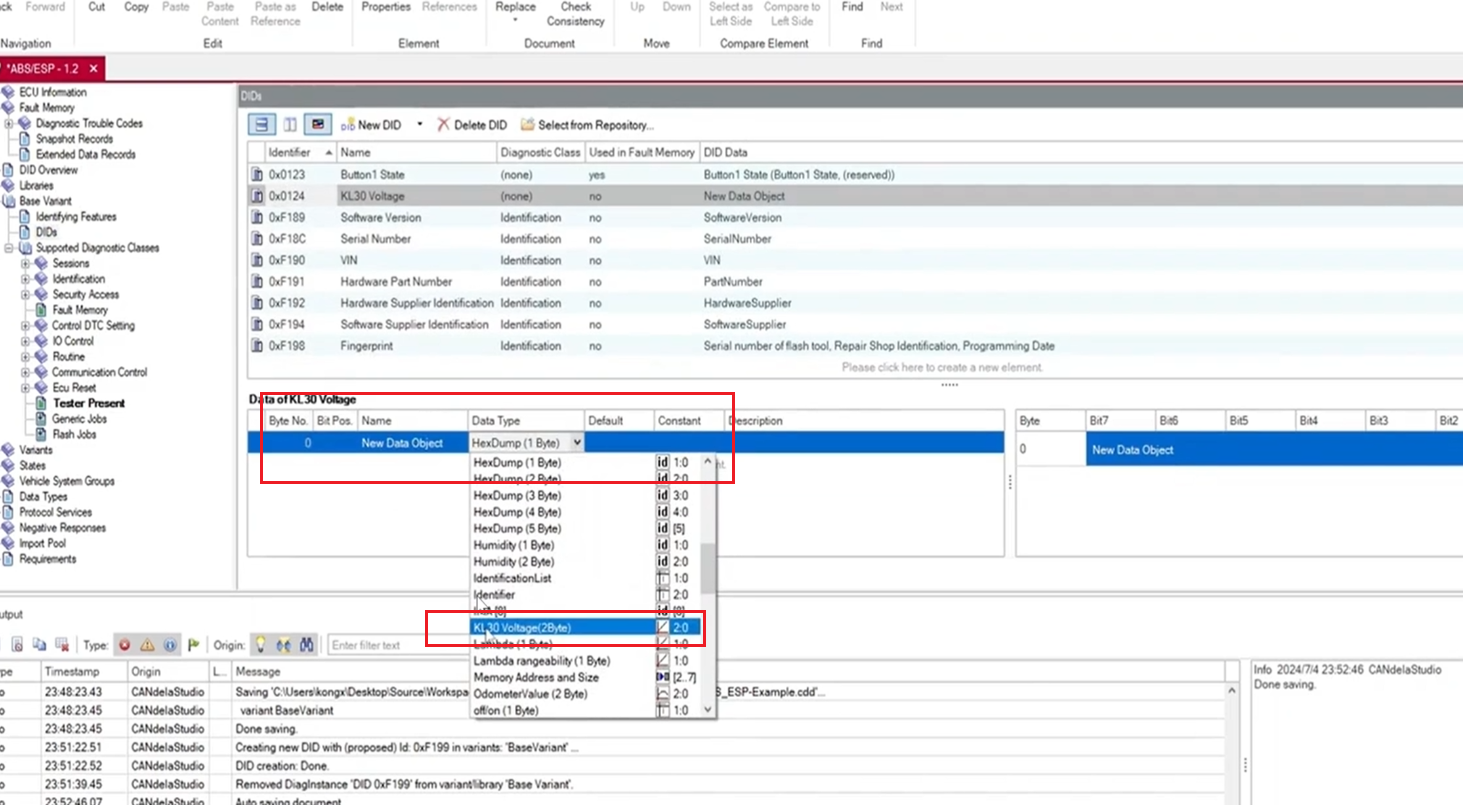 ck Forward Cut Copy Paste Paste Content Paste as Reference Delete Properties References Replace Check Consistency Up Down Select as Left Side Compare to Left Side Find Next
Navigation Edit Element Document Move Compare Element Find
*ABS/ESP - 1.2 ×
ECU Information
Fault Memory
Diagnostic Trouble Codes
Snapshot Records
Extended Data Records
DID Overview
Libraries
Base Variant
Identifying Features
DIDs
Supported Diagnostic Classes
Sessions
Identification
Security Access
Fault Memory
Control DTC Setting
IO Control
Routine
Communication Control
Ecu Reset
Tester Present
Generic Jobs
Flash Jobs
Variants
States
Vehicle System Groups
Data Types
Protocol Services
Negative Responses
Import Pool
Requirements
DIDs
New DID Delete DID Select from Repository...
Identifier Name Diagnostic Class Used in Fault Memory DID Data
0x0123 Button1 State (none) yes Button1 State (Button1 State, (reserved))
0x0124 KL30 Voltage (none) no New Data Object
0xF189 Software Version Identification no SoftwareVersion
0xF18C Serial Number Identification no SerialNumber
0xF190 VIN Identification no VIN
0xF191 Hardware Part Number Identification no PartNumber
0xF192 Hardware Supplier Identification Identification no HardwareSupplier
0xF194 Software Supplier Identification Identification no SoftwareSupplier
0xF198 Fingerprint Identification no Serial number of flash tool, Repair Shop Identification, Programming Date
Please click here to create a new element.
Data of KL30 Voltage
Byte No. Bit Pos. Name Data Type Default Constant Description
0 New Data Object HexDump (1 Byte)
HexDump (1 Byte) id 1:0
HexDump (2 Byte) id 2:0
HexDump (3 Byte) id 3:0
HexDump (4 Byte) id 4:0
HexDump (5 Byte) id [5]
Humidity (1 Byte) id 1:0
Humidity (2 Byte) id 2:0
IdentificationList 1:0
Identifier 2:0
KL30 Voltage(2Byte) 2:0
Lambda (1 Byte) 1:0
Lambda rangeability (1 Byte) 1:0
Memory Address and Size [2..7]
OdometerValue (2 Byte) 2:0
off/on (1 Byte) 1:0
Byte Bit7 Bit6 Bit5 Bit4 Bit3 Bit2
0 New Data Object
utput
Type: Origin: Enter filter text
pe Timestamp Origin L... Message
o 23:48:23.43 CANdelaStudio Saving 'C:\Users\kongx\Desktop\Source\Workspa S_ESP-Example.cdd'...
o 23:48:23.45 CANdelaStudio variant BaseVariant
o 23:48:23.45 CANdelaStudio Done saving.
o 23:51:22.51 CANdelaStudio Creating new DID with (proposed) Id: 0xF199 in variants: 'BaseVariant' ...
o 23:51:22.52 CANdelaStudio DID creation: Done.
o 23:51:39.45 CANdelaStudio Removed DiagInstance 'DID 0xF199' from variant/library 'Base Variant'.
o 23:52:46.07 CANdelaStudio Auto saving document
Info 2024/7/4 23:52:46 CANdelaStudio
Done saving.